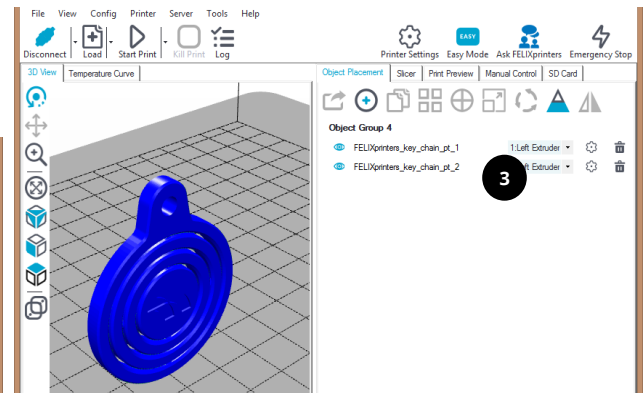 File View Config Printer Server Tools Help
EASY
Disconnect Load Start Print Kill Print Log Printer Settings Easy Mode Ask FELIXprinters Emergency Stop
3D View Temperature Curve Object Placement Slicer Print Preview Manual Control SD Card
Object Group 4
FELIXprinters_key_chain_pt_1 1:Left Extruder
FELIXprinters_key_chain_pt_2 3 Extruder